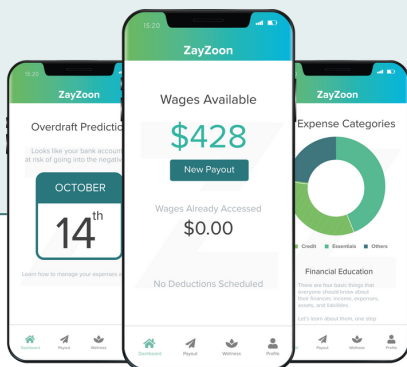 15:20
ZayZoon
Overdraft Predictio
Looks like your bank accoun
at risk of going into the negativ
OCTOBER
14th
Learn how to manage your expenses a
Dashboard
Payout
Wellness
15:20
ZayZoon
Wages Available
$428
New Payout
Wages Already Accessed
$0.00
No Deductions Scheduled
Dashboard
Payout
Wellness
Profile
ZayZoon
Expense Categories
Credit
Essentials
Others
Financial Education
There are four basic things that
everyone should know about
their finances: income, expenses,
assets, and liabilities.
Let's learn about them, one stop
Payout
Wellness
Profile